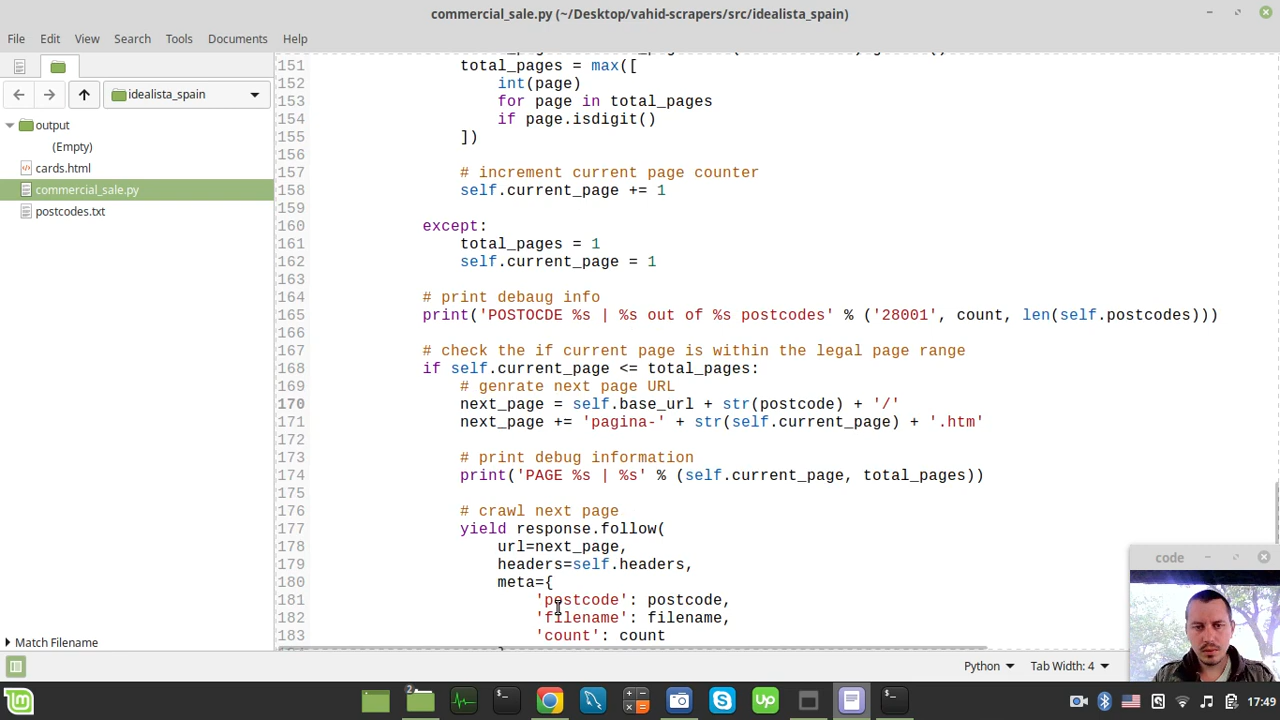 commercial_sale.py (~/Desktop/vahid-scrapers/src/idealista_spain)
File Edit View Search Tools Documents Help
idealista_spain
output
(Empty)
cards.html
commercial_sale.py
postcodes.txt
Match Filename
151 total_pages = max([
152 int(page)
153 for page in total_pages
154 if page.isdigit()
155 ])
156
157 # increment current page counter
158 self.current_page += 1
159
160 except:
161 total_pages = 1
162 self.current_page = 1
163
164 # print debaug info
165 print('POSTOCDE %s | %s out of %s postcodes' % ('28001', count, len(self.postcodes)))
166
167 # check the if current page is within the legal page range
168 if self.current_page <= total_pages:
169 # genrate next page URL
170 next_page = self.base_url + str(postcode) + '/'
171 next_page += 'pagina-' + str(self.current_page) + '.htm'
172
173 # print debug information
174 print('PAGE %s | %s' % (self.current_page, total_pages))
175
176 # crawl next page
177 yield response.follow(
178 url=next_page,
179 headers=self.headers,
180 meta={
181 'postcode': postcode,
182 'filename': filename,
183 'count': count
code
Python Tab Width: 4
2
Up
17:49